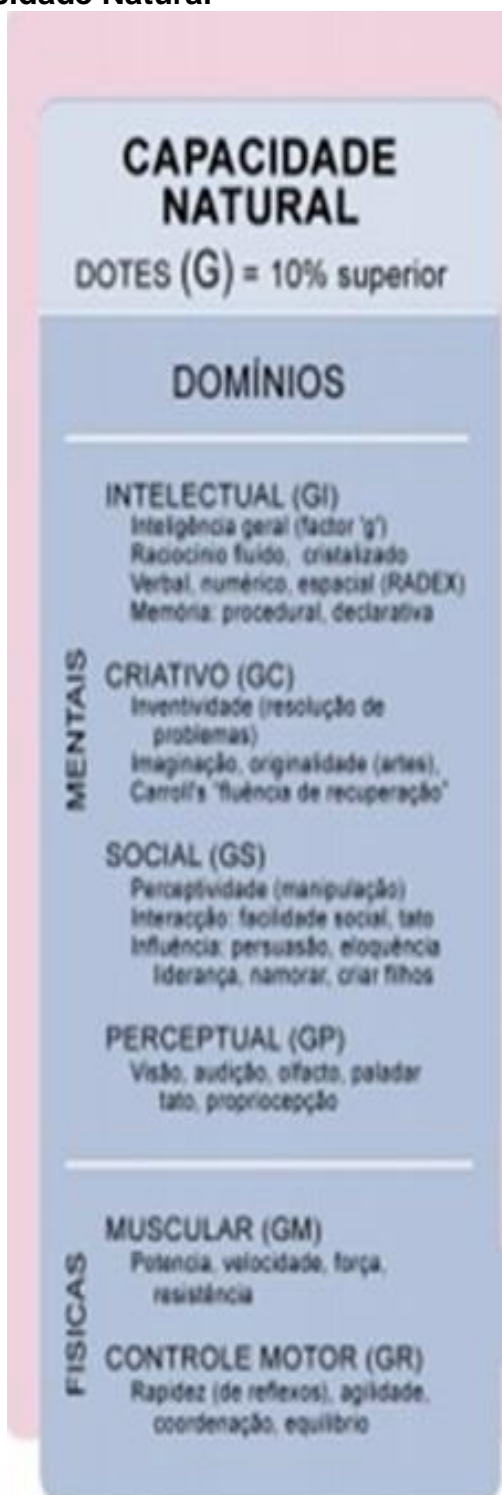 CAPACIDADE
NATURAL
DOTES (G) = 10% superior
DOMÍNIOS
MENTAIS
INTELECTUAL (GI)
Inteligência geral (factor 'g')
Raciocínio fluído, cristalizado
Verbal, numérico, espacial (RADEX)
Memória: procedural, declarativa
CRIATIVO (GC)
Inventividade (resolução de
problemas)
Imaginação, originalidade (artes),
Carroll's "fluência de recuperação"
SOCIAL (GS)
Perceptividade (manipulação)
Interacção: facilidade social, tato
Influência: persuasão, eloquência
liderança, namorar, criar filhos
PERCEPTUAL (GP)
Visão, audição, olfacto, paladar
tato, propriocepção
FISICAS
MUSCULAR (GM)
Potencia, velocidade, força,
resistência
CONTROLE MOTOR (GR)
Rapidez (de reflexos), agilidade,
coordenação, equilíbrio